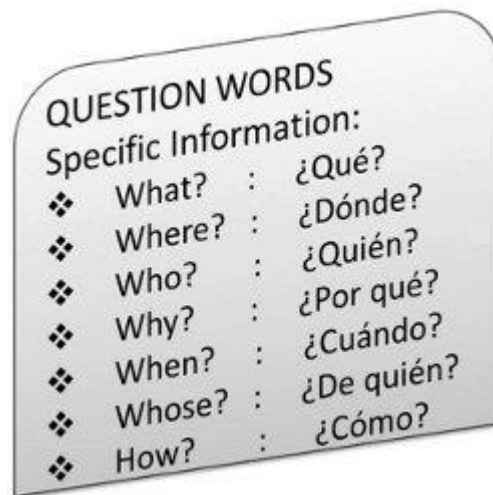 QUESTION WORDS
Specific Information:
❖ What? : ¿Qué?
❖ Where? : ¿Dónde?
❖ Who? : ¿Quién?
❖ Why? : ¿Por qué?
❖ When? : ¿Cuándo?
❖ Whose? : ¿De quién?
❖ How? : ¿Cómo?